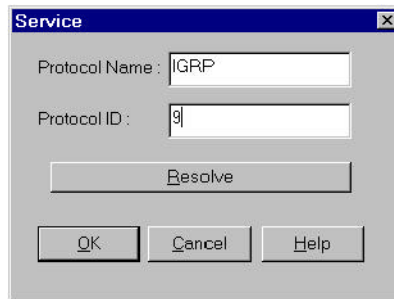 Service
Protocol Name : IGRP
Protocol ID : 9
Resolve
OK Cancel Help